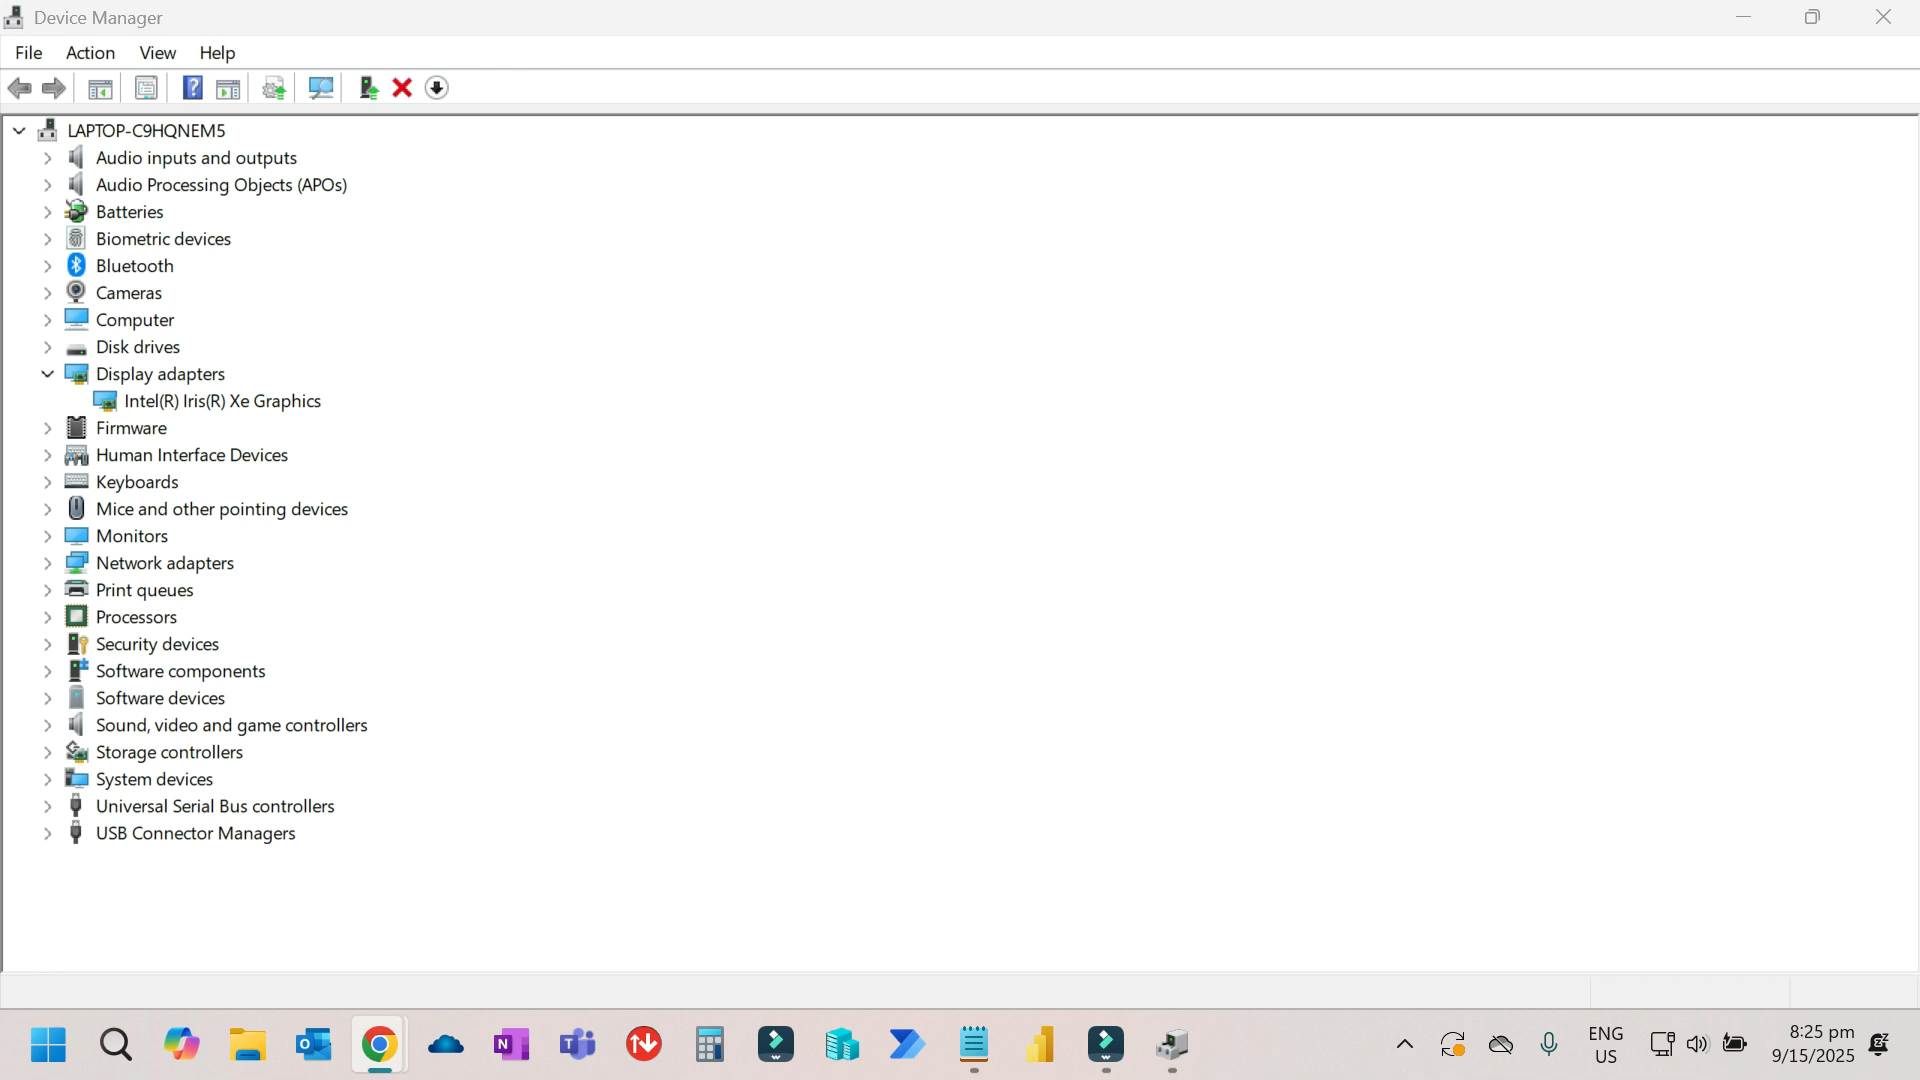 Device Manager
File Action View Help
LAPTOP-C9HQNEM5
Audio inputs and outputs
Audio Processing Objects (APOs)
Batteries
Biometric devices
Bluetooth
Cameras
Computer
Disk drives
Display adapters
Intel(R) Iris(R) Xe Graphics
Firmware
Human Interface Devices
Keyboards
Mice and other pointing devices
Monitors
Network adapters
Print queues
Processors
Security devices
Software components
Software devices
Sound, video and game controllers
Storage controllers
System devices
Universal Serial Bus controllers
USB Connector Managers
ENG 8:25 pm
US 9/15/2025